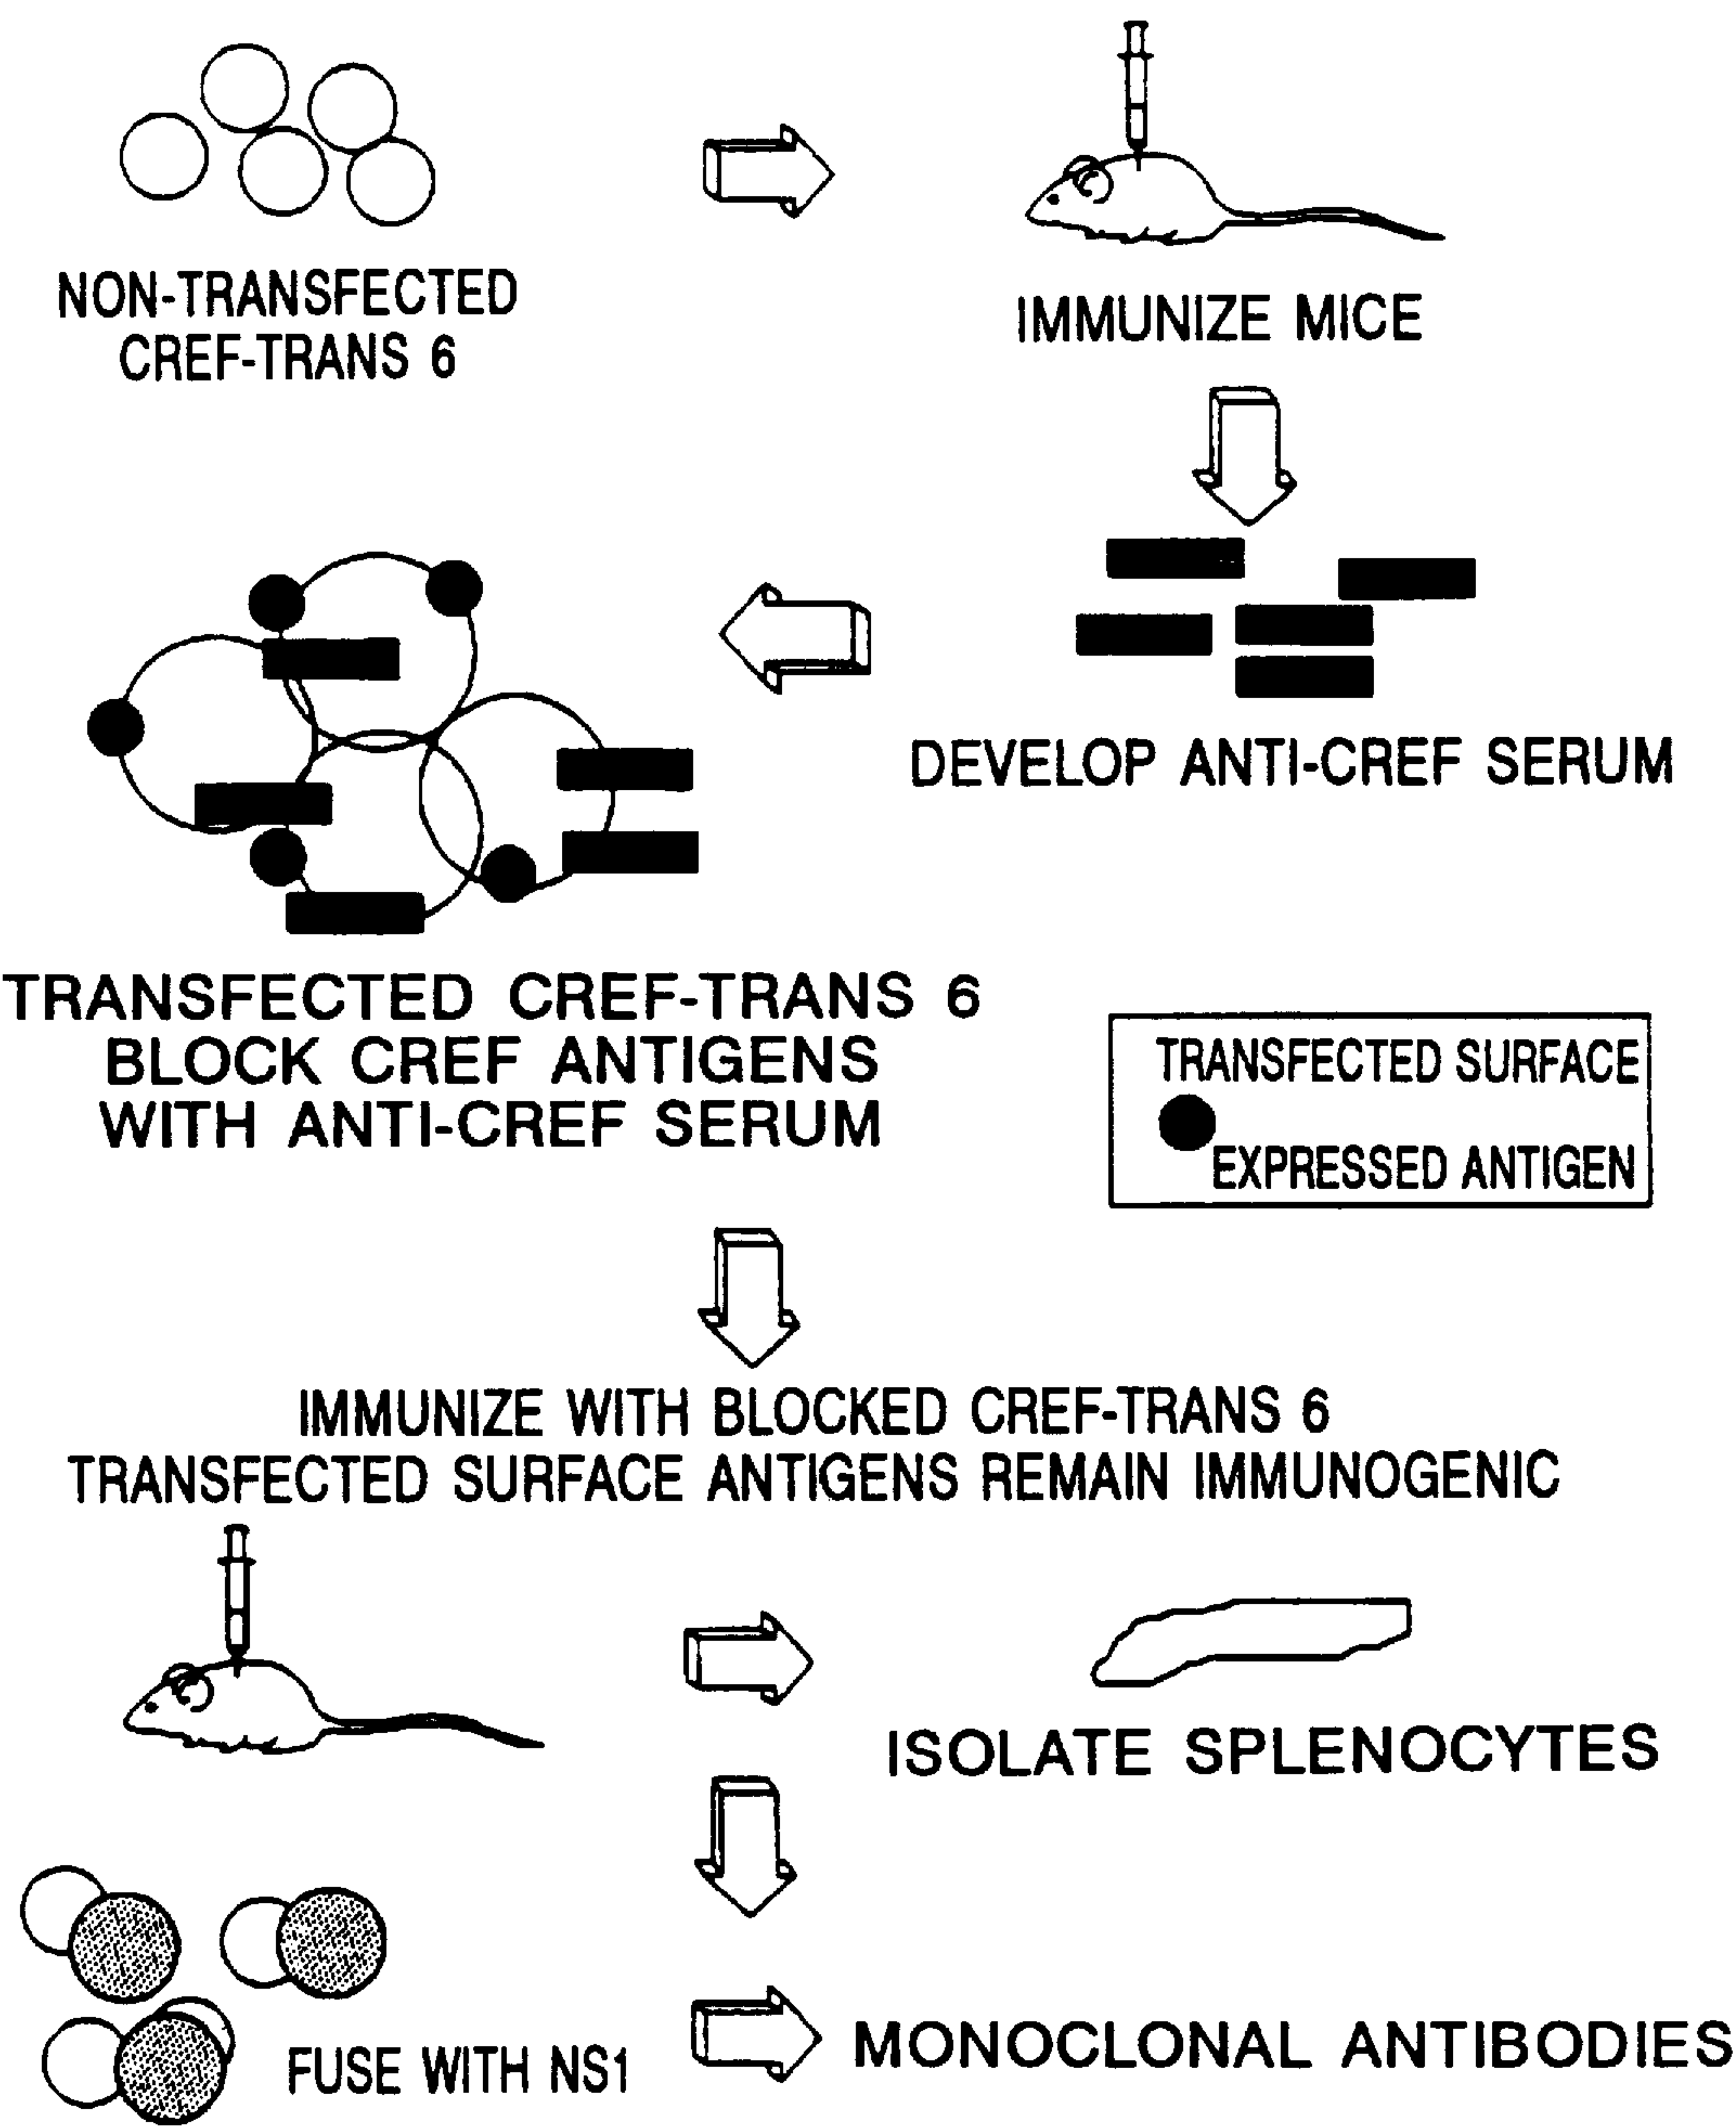 NON-TRANSFECTED
CREF-TRANS 6
IMMUNIZE MICE
DEVELOP ANTI-CREF SERUM
TRANSFECTED CREF-TRANS 6
BLOCK CREF ANTIGENS
WITH ANTI-CREF SERUM
TRANSFECTED SURFACE
EXPRESSED ANTIGEN
IMMUNIZE WITH BLOCKED CREF-TRANS 6
TRANSFECTED SURFACE ANTIGENS REMAIN IMMUNOGENIC
ISOLATE SPLENOCYTES
FUSE WITH NS1
MONOCLONAL ANTIBODIES